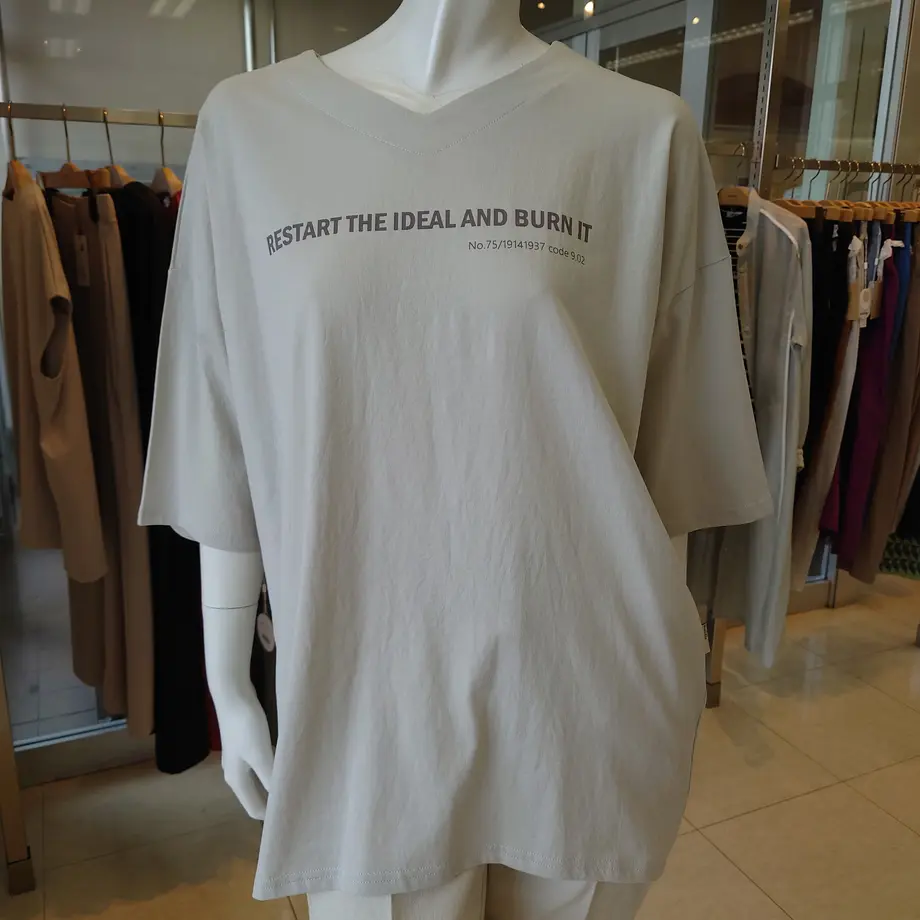 RESTART THE IDEAL AND BURN IT
No.75/19141937 code 9.02